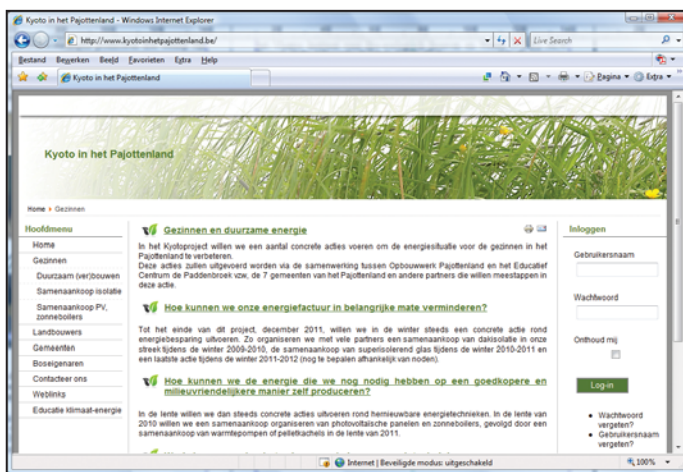 Kyoto in het Pajottenland - Windows Internet Explorer
http://www.kyotoinhetpajottenland.be/
Live Search
Bestand Bewerken Beeld Favorieten Extra Help
Kyoto in het Pajottenland
Pagina
Extra
Kyoto in het Pajottenland
Home Gezinnen
Hoofdmenu
Home
Gezinnen
Duurzaam (ver)bouwen
Samenaankoop isolatie
Samenaankoop PV,
zonneboilers
Landbouwers
Gemeenten
Boseigenaren
Contacteer ons
Weblinks
Educatie klimaat-energie
Gezinnen en duurzame energie
In het Kyotoproject willen we een aantal concrete acties voeren om de energiesituatie voor de gezinnen in het
Pajottenland te verbeteren.
Deze acties zullen uitgevoerd worden via de samenwerking tussen Opbouwwerk Pajottenland en het Educatief
Centrum de Paddenbroek vzw, de 7 gemeenten van het Pajottenland en andere partners die willen meestappen in
deze actie.
Hoe kunnen we onze energiefactuur in belangrijke mate verminderen?
Tot het einde van dit project, december 2011, willen we in de winter steeds een concrete actie rond
energiebesparing uitvoeren. Zo organiseren we met vele partners een samenaankoop van dakisolatie in onze
streek tijdens de winter 2009-2010, de samenaankoop van superisolerend glas tijdens de winter 2010-2011 en
een laatste actie tijdens de winter 2011-2012 (nog te bepalen afhankelijk van noden).
Hoe kunnen we de energie die we nog nodig hebben op een goedkopere en
milieuvriendelijkere manier zelf produceren?
In de lente willen we dan steeds concrete acties uitvoeren rond hernieuwbare energietechnieken. In de lente van
2010 willen we een samenaankoop organiseren van photovoltaïsche panelen en zonneboilers, gevolgd door een
samenaankoop van warmtepompen of pelletkachels in de lente van 2011.
Inloggen
Gebruikersnaam
Wachtwoord
Onthoud mij
Log-in
Wachtwoord
vergeten?
Gebruikersnaam
vergeten?
Internet | Beveiligde modus: uitgeschakeld
100%